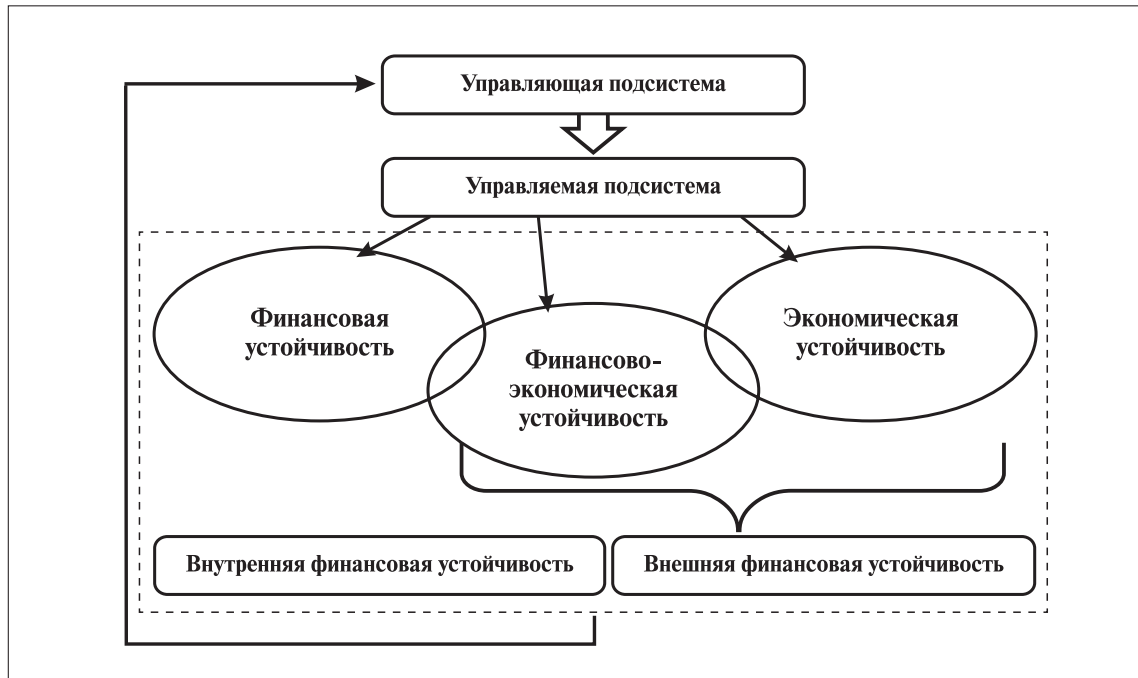 Управляющая подсистема
Управляемая подсистема
Финансовая
устойчивость
Финансово-
экономическая
устойчивость
Экономическая
устойчивость
Внутренняя финансовая устойчивость
Внешняя финансовая устойчивость